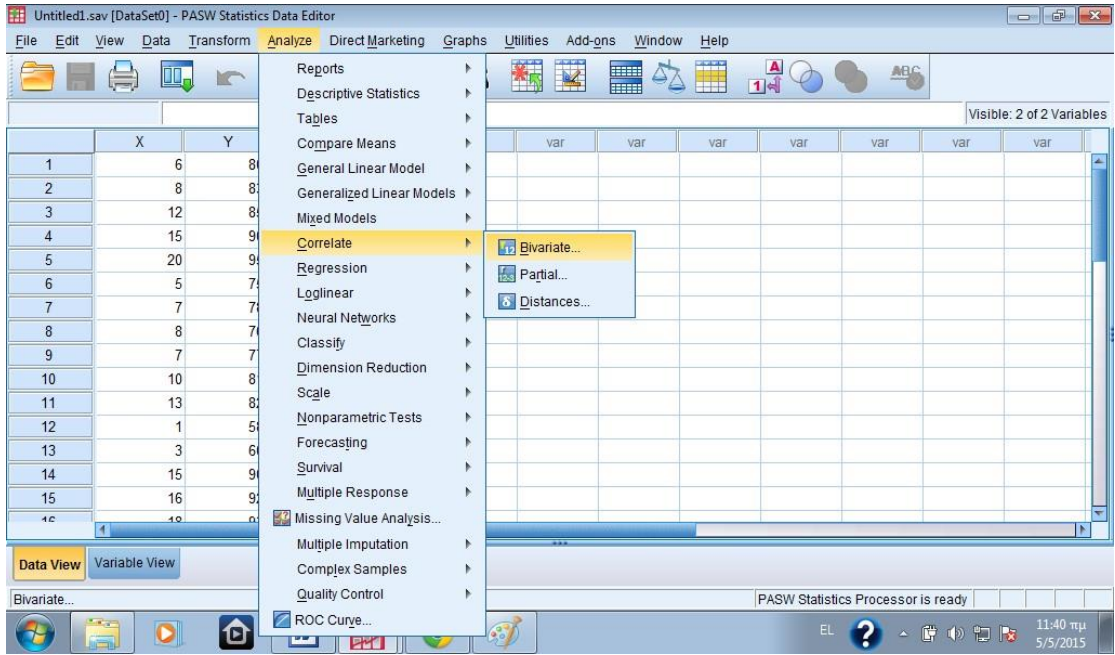 Untitled1.sav [DataSet0] - PASW Statistics Data Editor
File Edit View Data Transform Analyze Direct Marketing Graphs Utilities Add-ons Window Help
Visible: 2 of 2 Variables
X Y var var var var var var var
1 6
2 8
3 12
4 15
5 20
6 5
7 7
8 8
9 7
10 10
11 13
12 1
13 3
14 15
15 16
Reports
Descriptive Statistics
Tables
Compare Means
General Linear Model
Generalized Linear Models
Mixed Models
Correlate
Regression
Loglinear
Neural Networks
Classify
Dimension Reduction
Scale
Nonparametric Tests
Forecasting
Survival
Multiple Response
Missing Value Analysis...
Multiple Imputation
Complex Samples
Quality Control
ROC Curve...
Bivariate...
Partial...
Distances...
Data View Variable View
Bivariate...
PASW Statistics Processor is ready
EL
11:40 πμ
5/5/2015